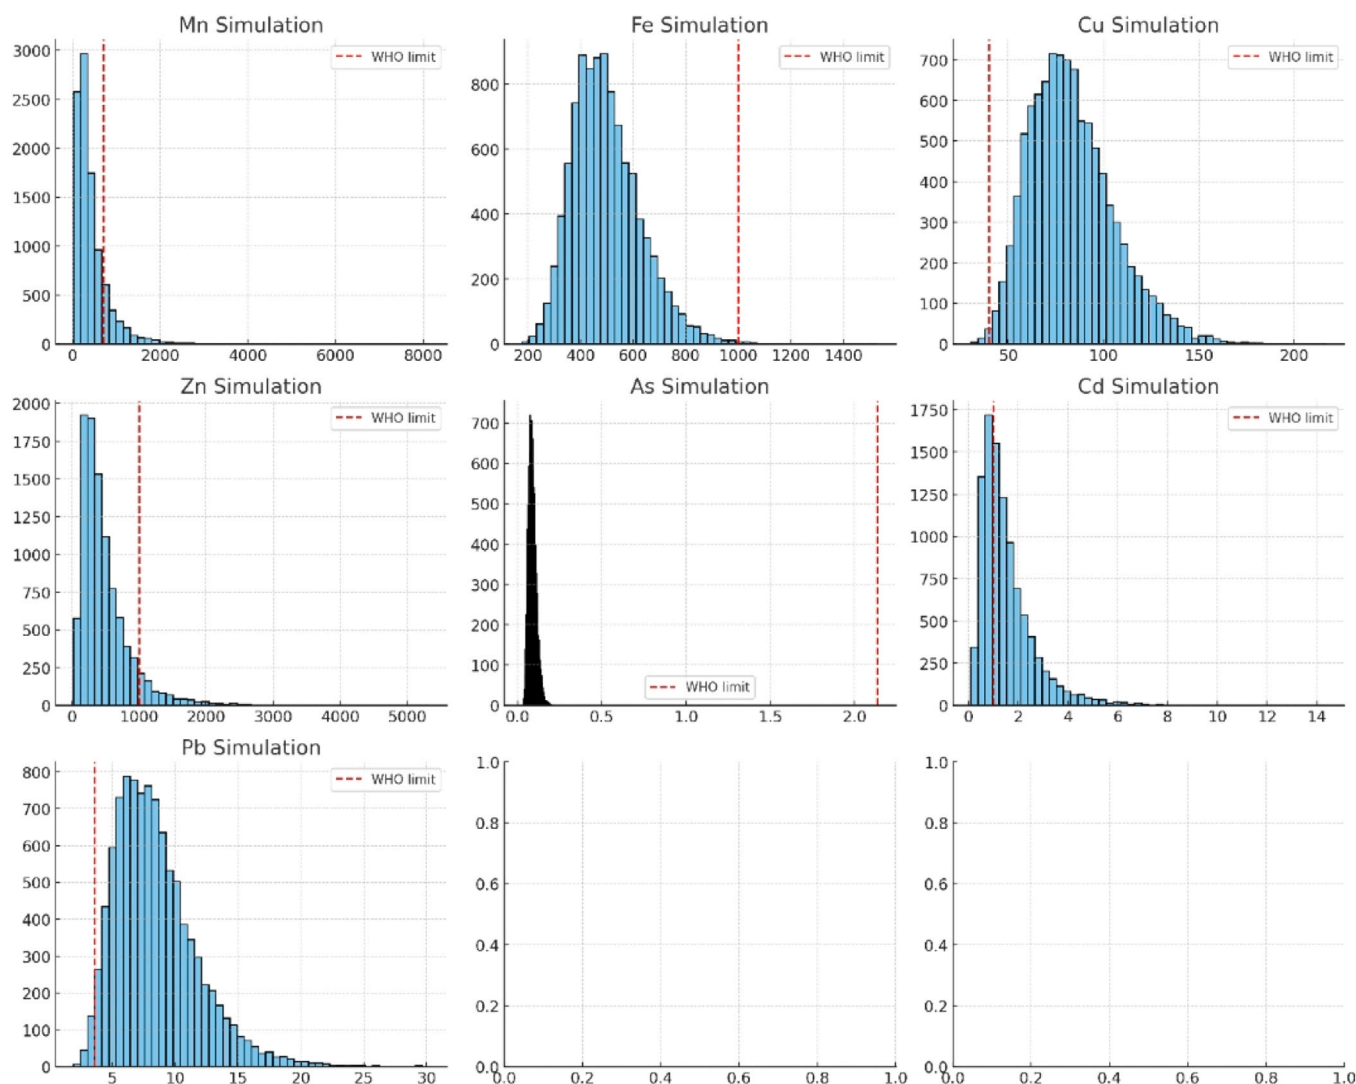 Mn Simulation
3000
2500
2000
1500
1000
500
0
0 2000 4000 6000 8000
WHO limit
Fe Simulation
800
600
400
200
0
200 400 600 800 1000 1200 1400
WHO limit
Cu Simulation
700
600
500
400
300
200
100
0
50 100 150 200
WHO limit
Zn Simulation
2000
1750
1500
1250
1000
750
500
250
0
0 1000 2000 3000 4000 5000
WHO limit
As Simulation
700
600
500
400
300
200
100
0
0.0 0.5 1.0 1.5 2.0
WHO limit
Cd Simulation
1750
1500
1250
1000
750
500
250
0
0 2 4 6 8 10 12 14
WHO limit
Pb Simulation
800
700
600
500
400
300
200
100
0
5 10 15 20 25 30
WHO limit
1.0
0.8
0.6
0.4
0.2
0.0
0.0 0.2 0.4 0.6 0.8 1.0
1.0
0.8
0.6
0.4
0.2
0.0
0.0 0.2 0.4 0.6 0.8 1.0